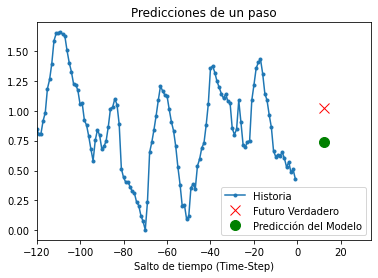 Predicciones de un paso
1.50
1.25
1.00
0.75
0.50
0.25
0.00
Historia
Futuro Verdadero
Predicción del Modelo
−120 −100 −80 −60 −40 −20 0 20
Salto de tiempo (Time-Step)